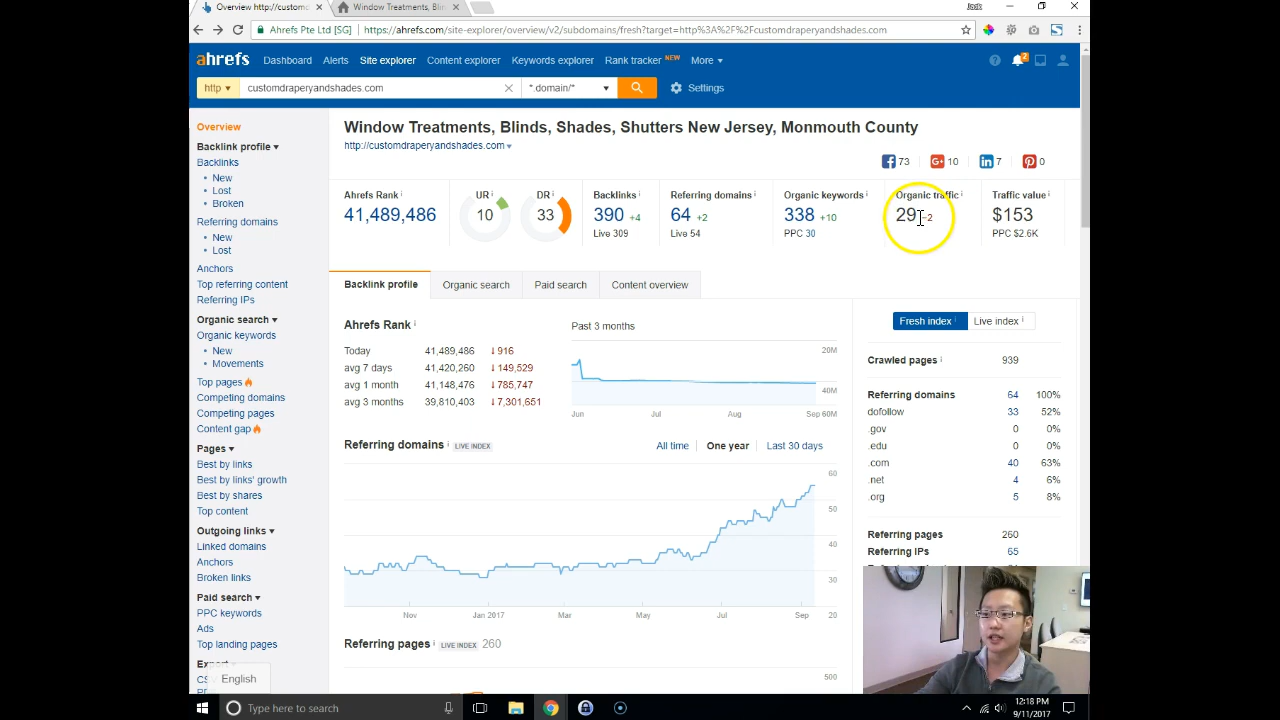 Overview http://custom
Window Treatments, Blin
Ahrefs Pte Ltd [SG] https://ahrefs.com/site-explorer/overview/v2/subdomains/fresh?target=http%3A%2F%2Fcustomdraperyandshades.com
ahrefs Dashboard Alerts Site explorer Content explorer Keywords explorer Rank tracker NEW More 2
http customdraperyandshades.com *.domain/* Settings
Overview
Backlink profile
Backlinks
New
Lost
Broken
Referring domains
New
Lost
Anchors
Top referring content
Referring IPs
Organic search
Organic keywords
New
Movements
Top pages
Competing domains
Competing pages
Content gap
Pages
Best by links
Best by links' growth
Best by shares
Top content
Outgoing links
Linked domains
Anchors
Broken links
Paid search
PPC keywords
Ads
Top landing pages
English
Window Treatments, Blinds, Shades, Shutters New Jersey, Monmouth County
http://customdraperyandshades.com
73 G+ 10 in 7 0
Ahrefs Rank UR DR Backlinks Referring domains Organic keywords Organic traffic Traffic value
41,489,486 10 33 390 +4 64 +2 338 +10 29 -2 $153
Live 309 Live 54 PPC 30 PPC $2.6K
Backlink profile Organic search Paid search Content overview
Ahrefs Rank
Today 41,489,486 ↓916
avg 7 days 41,420,260 ↓149,529
avg 1 month 41,148,476 ↓785,747
avg 3 months 39,810,403 ↓7,301,651
Past 3 months
20M
40M
Jun Jul Aug Sep 60M
Referring domains LIVE INDEX All time One year Last 30 days
60
50
40
30
20
Nov Jan 2017 Mar May Jul Sep
Referring pages LIVE INDEX 260
500
Fresh index Live index
Crawled pages 939
Referring domains 64 100%
dofollow 33 52%
.gov 0 0%
.edu 0 0%
.com 40 63%
.net 4 6%
.org 5 8%
Referring pages 260
Referring IPs 65
Type here to search
12:18 PM
9/11/2017